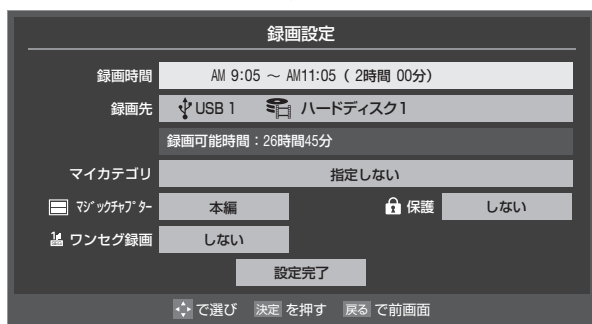 録画設定
録画時間 AM 9:05 ～ AM11:05 ( 2時間 00分)
録画先 USB 1 ハードディスク1
録画可能時間：26時間45分
マイカテゴリ 指定しない
マジックチャプター 本編 保護 しない
ワンセグ録画 しない
設定完了
で選び 決定 を押す 戻る で前画面